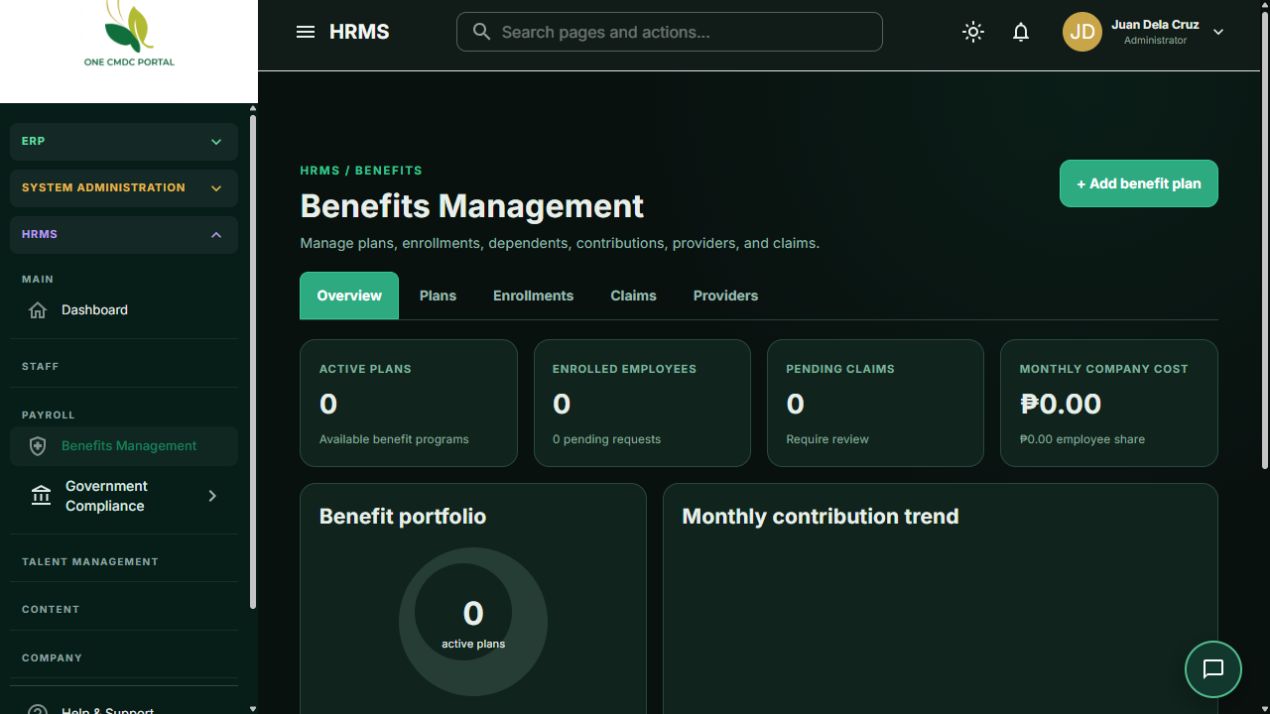 ONE CMDC PORTAL
ERP
SYSTEM ADMINISTRATION
HRMS
MAIN
Dashboard
STAFF
PAYROLL
Benefits Management
Government
Compliance
TALENT MANAGEMENT
CONTENT
COMPANY
Help & Support
HRMS
Search pages and actions...
JD
Juan Dela Cruz
Administrator
HRMS / BENEFITS
Benefits Management
Manage plans, enrollments, dependents, contributions, providers, and claims.
+ Add benefit plan
Overview
Plans
Enrollments
Claims
Providers
ACTIVE PLANS
0
Available benefit programs
ENROLLED EMPLOYEES
0
0 pending requests
PENDING CLAIMS
0
Require review
MONTHLY COMPANY COST
₱0.00
₱0.00 employee share
Benefit portfolio
0
active plans
Monthly contribution trend